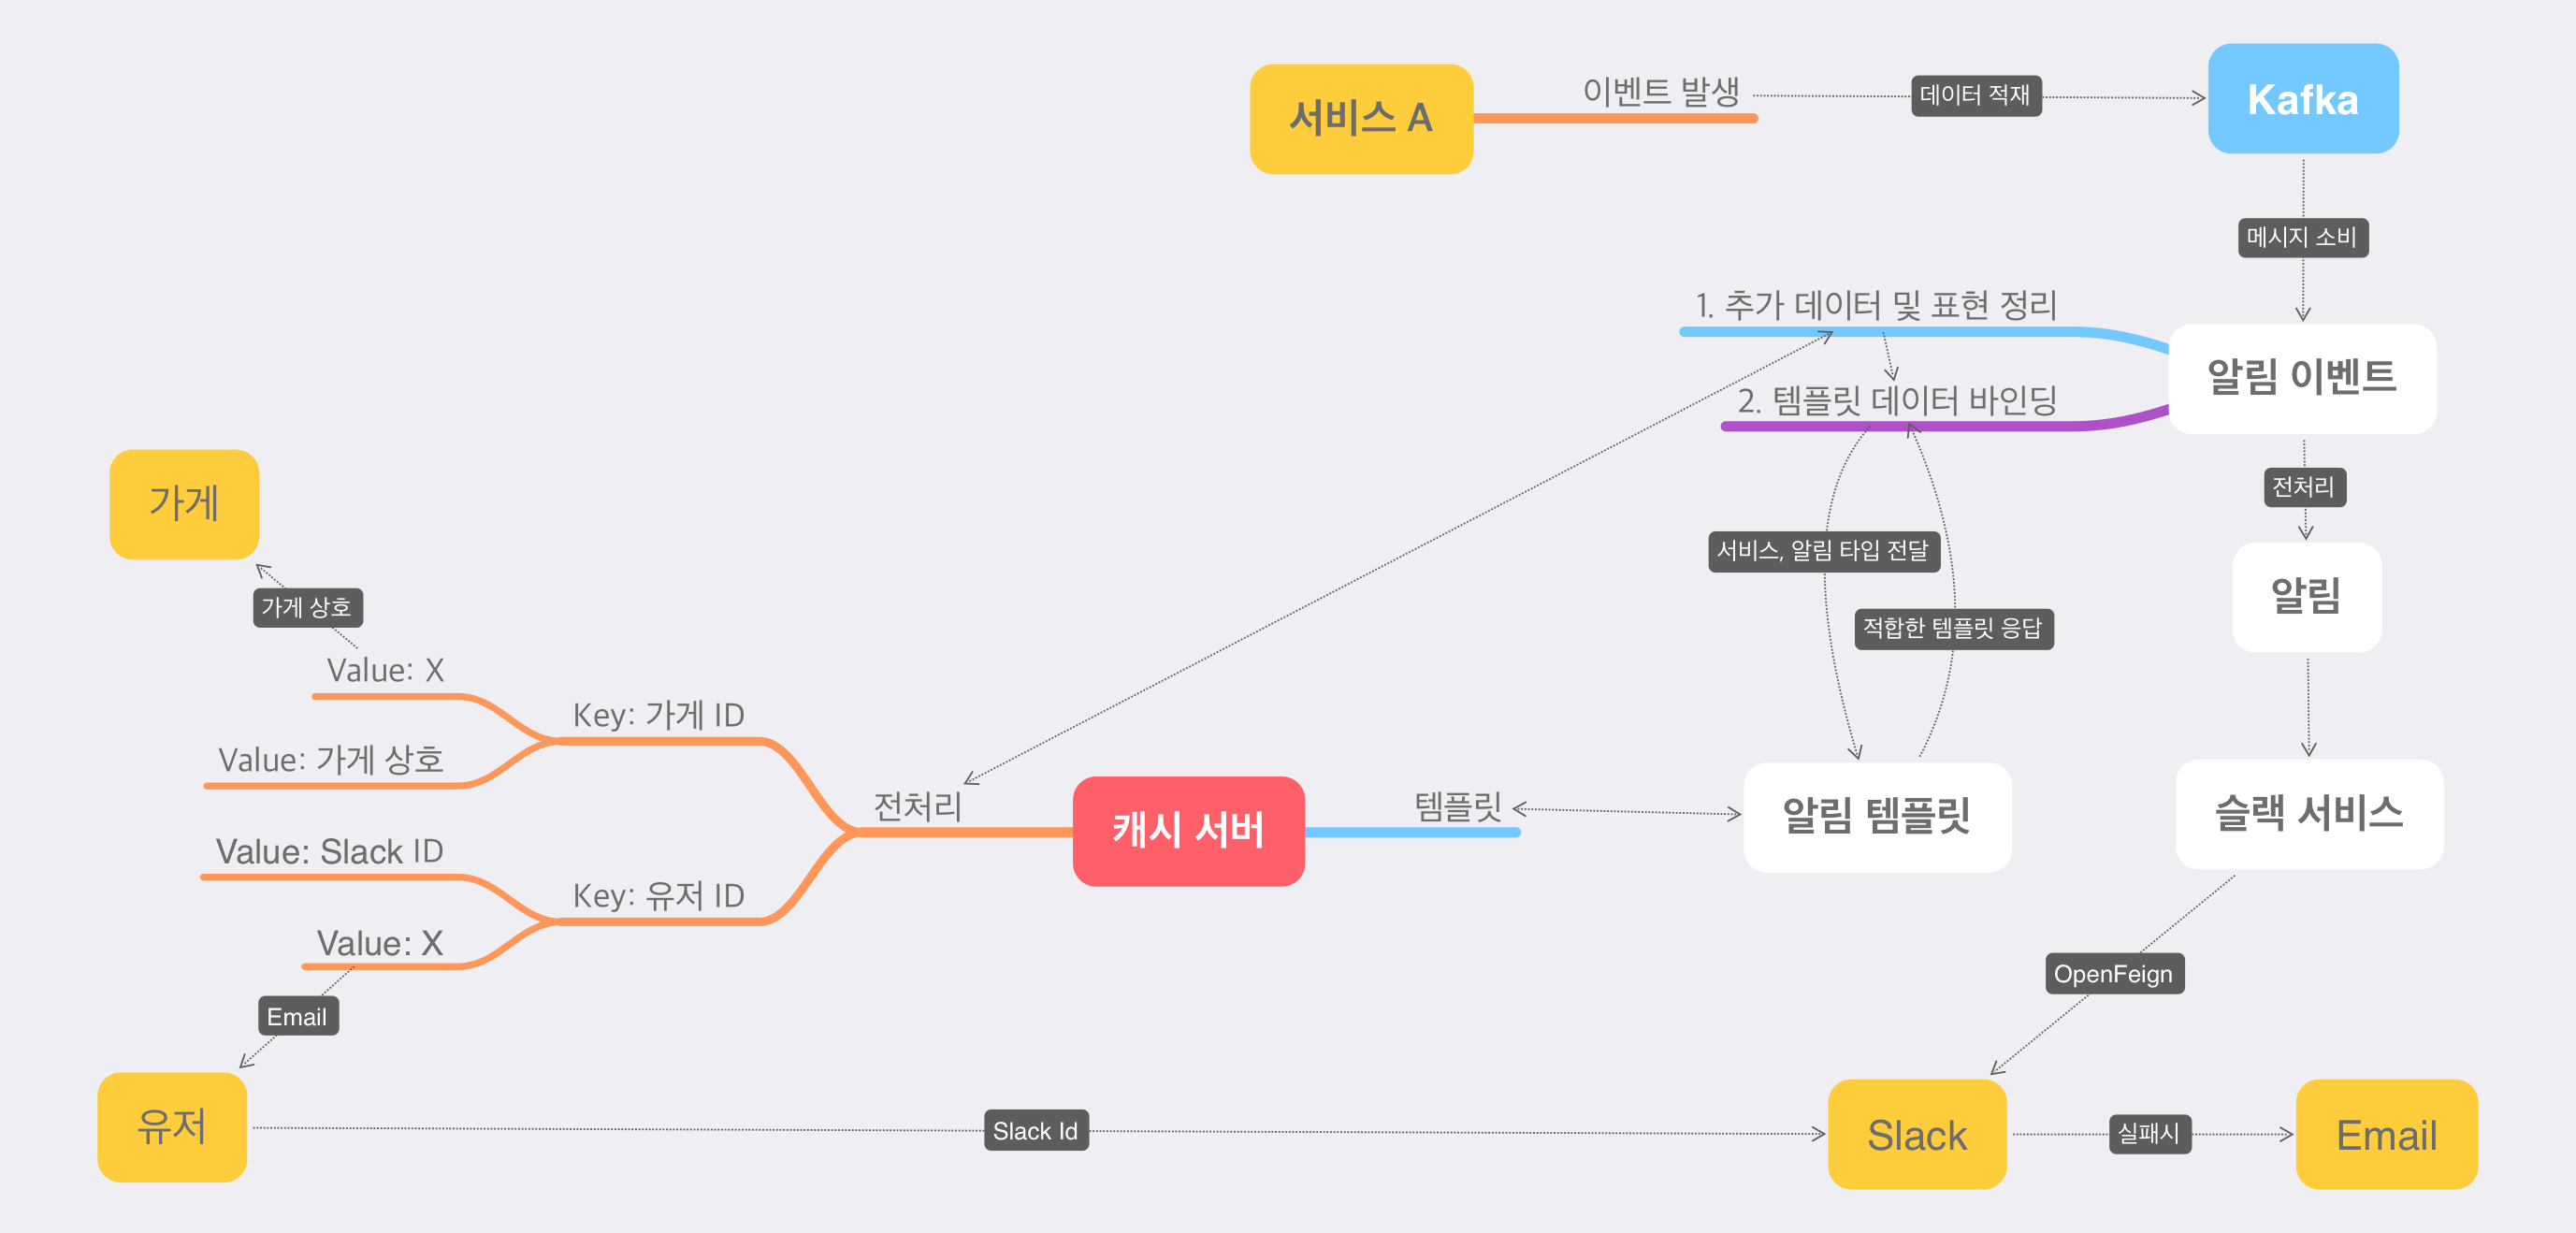 서비스 A
이벤트 발생
데이터 적재
Kafka
메시지 소비
1. 추가 데이터 및 표현 정리
2. 템플릿 데이터 바인딩
알림 이벤트
전처리
가게
서비스, 알림 타입 전달
알림
가게 상호
적합한 템플릿 응답
Value: X
Key: 가게 ID
Value: 가게 상호
전처리
캐시 서버
템플릿
알림 템플릿
슬랙 서비스
Value: Slack ID
Key: 유저 ID
Value: X
OpenFeign
Email
유저
Slack Id
Slack
실패시
Email